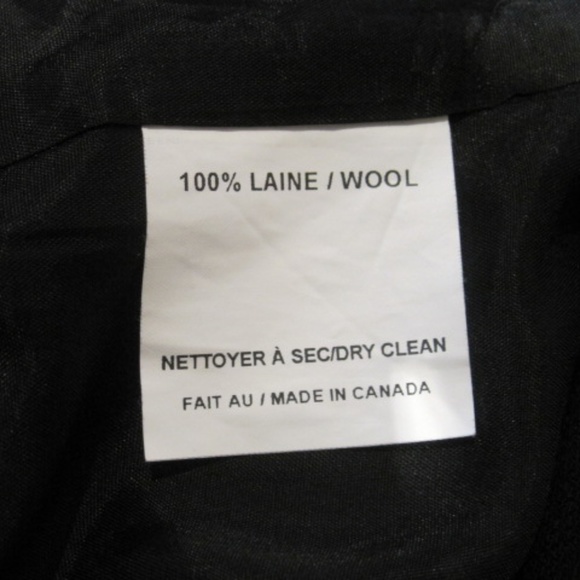 100% LAINE / WOOL
NETTOYER À SEC/DRY CLEAN
FAIT AU / MADE IN CANADA